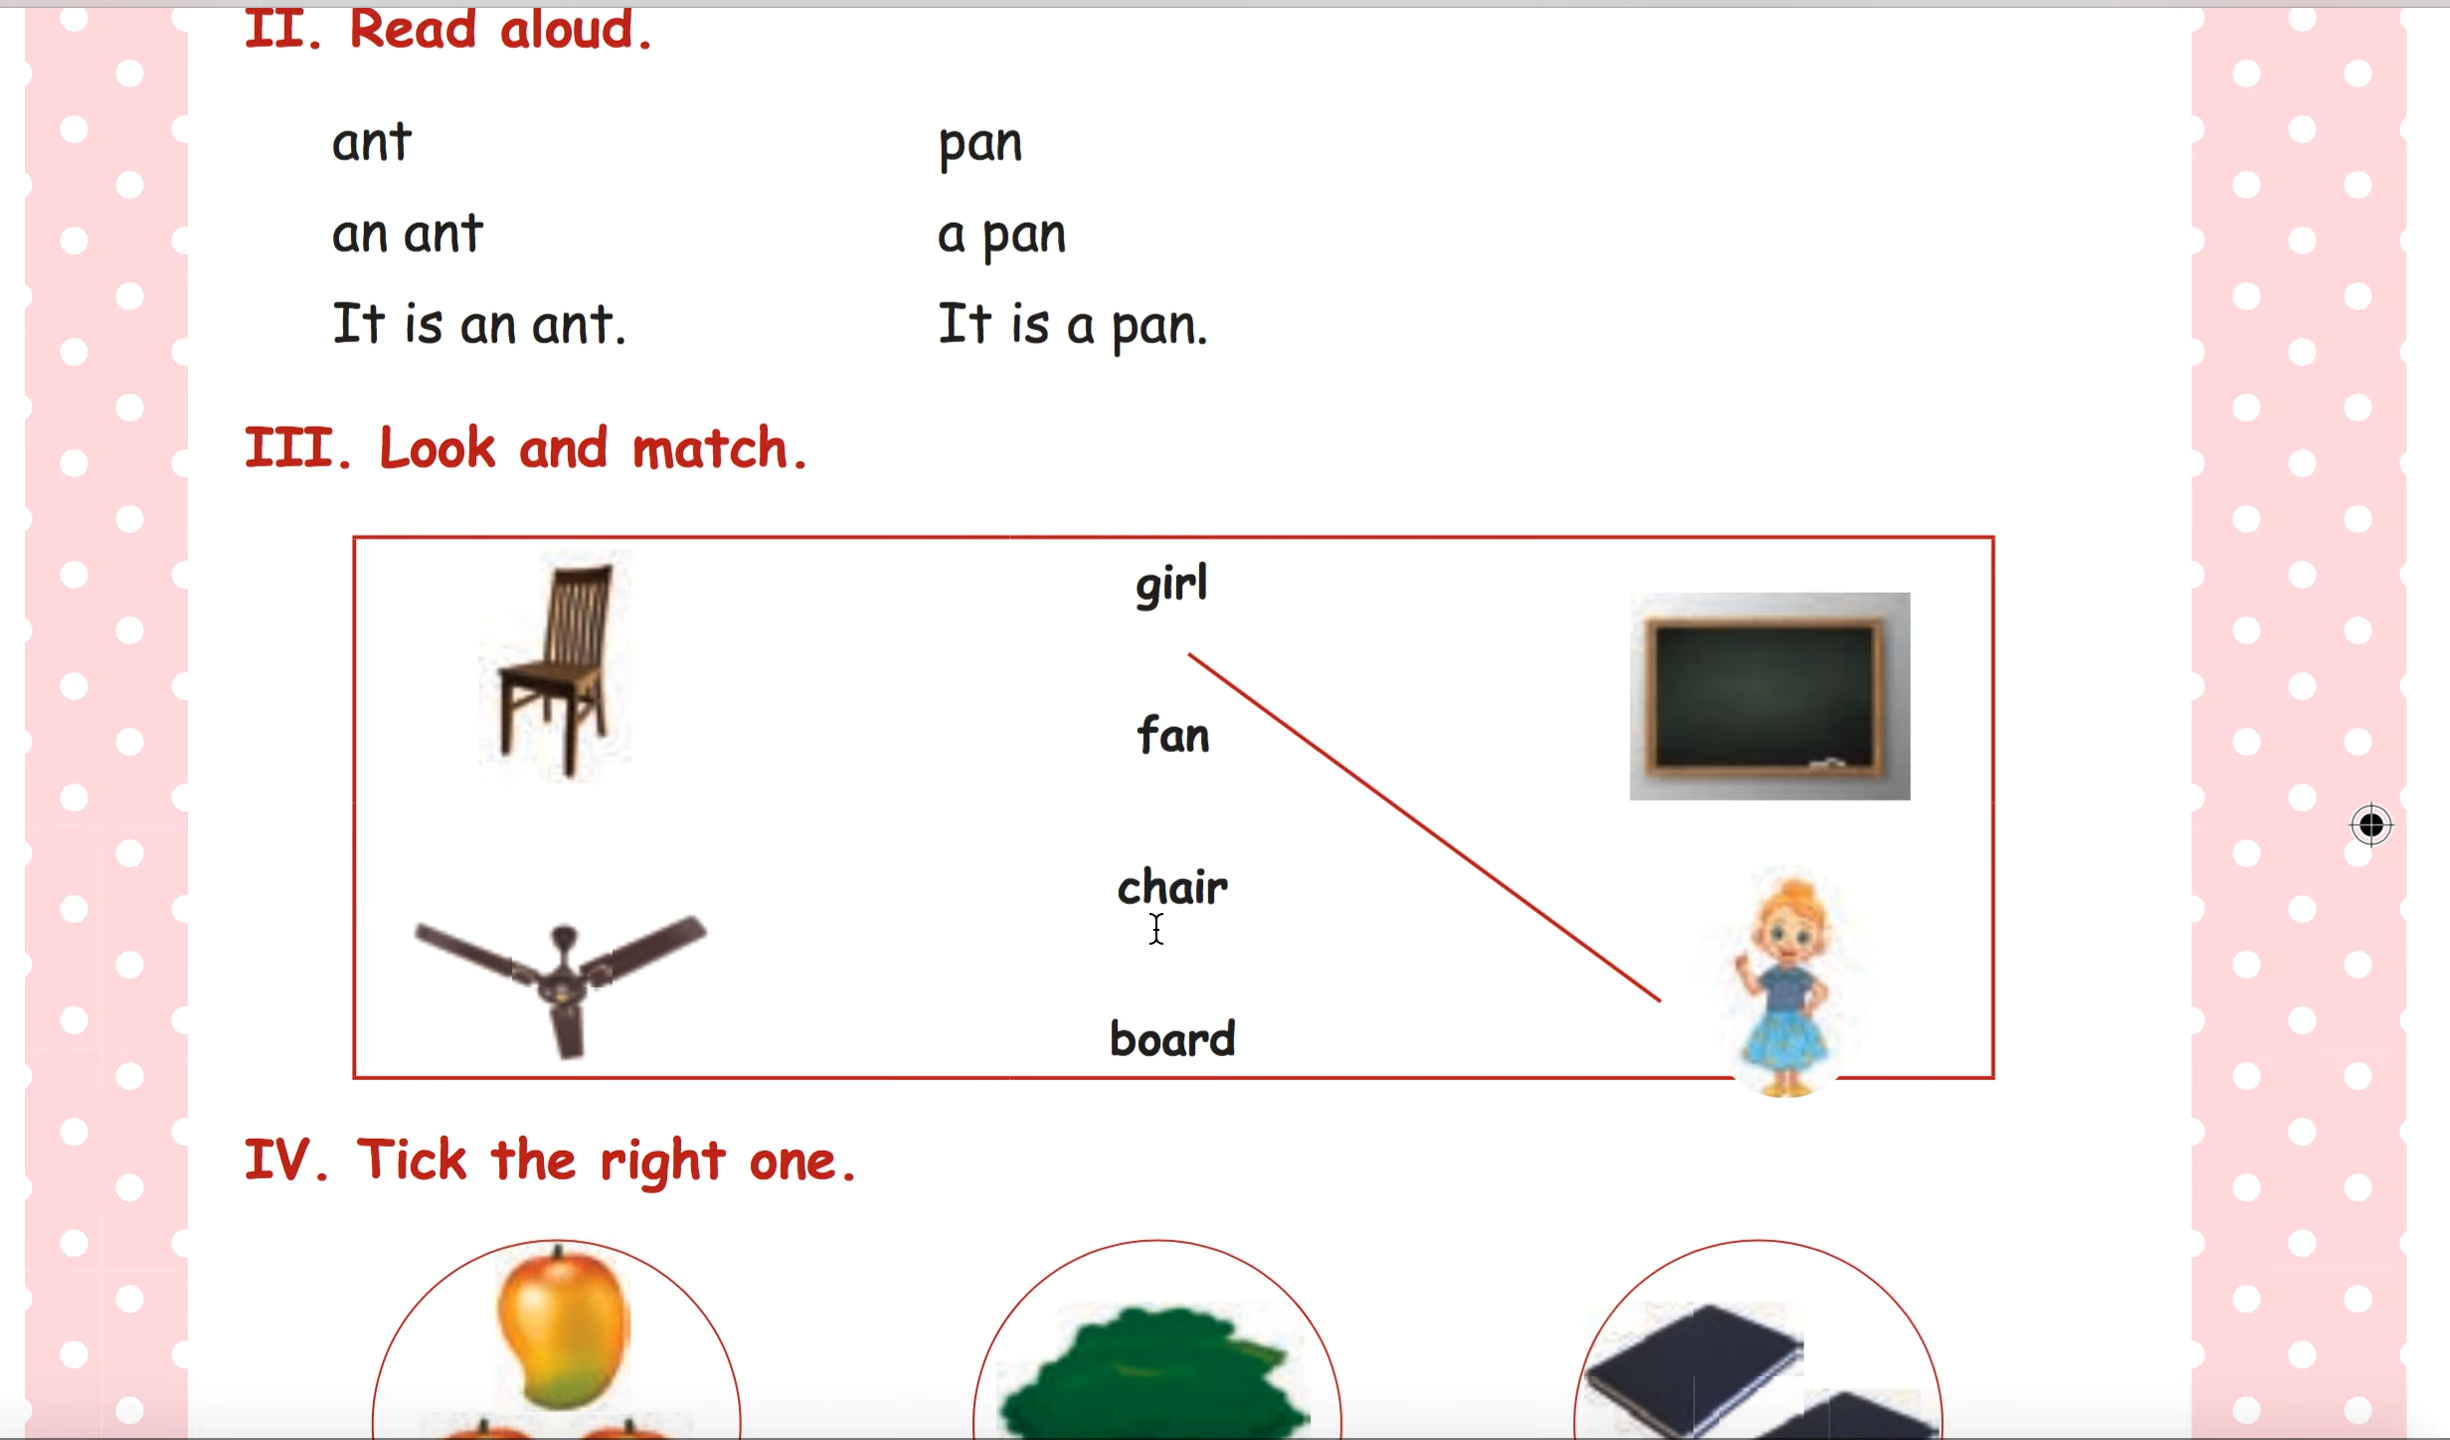 II. Read aloud.
ant
pan
an ant
a pan
It is an ant.
It is a pan.
III. Look and match.
girl
fan
chair
board
IV. Tick the right one.